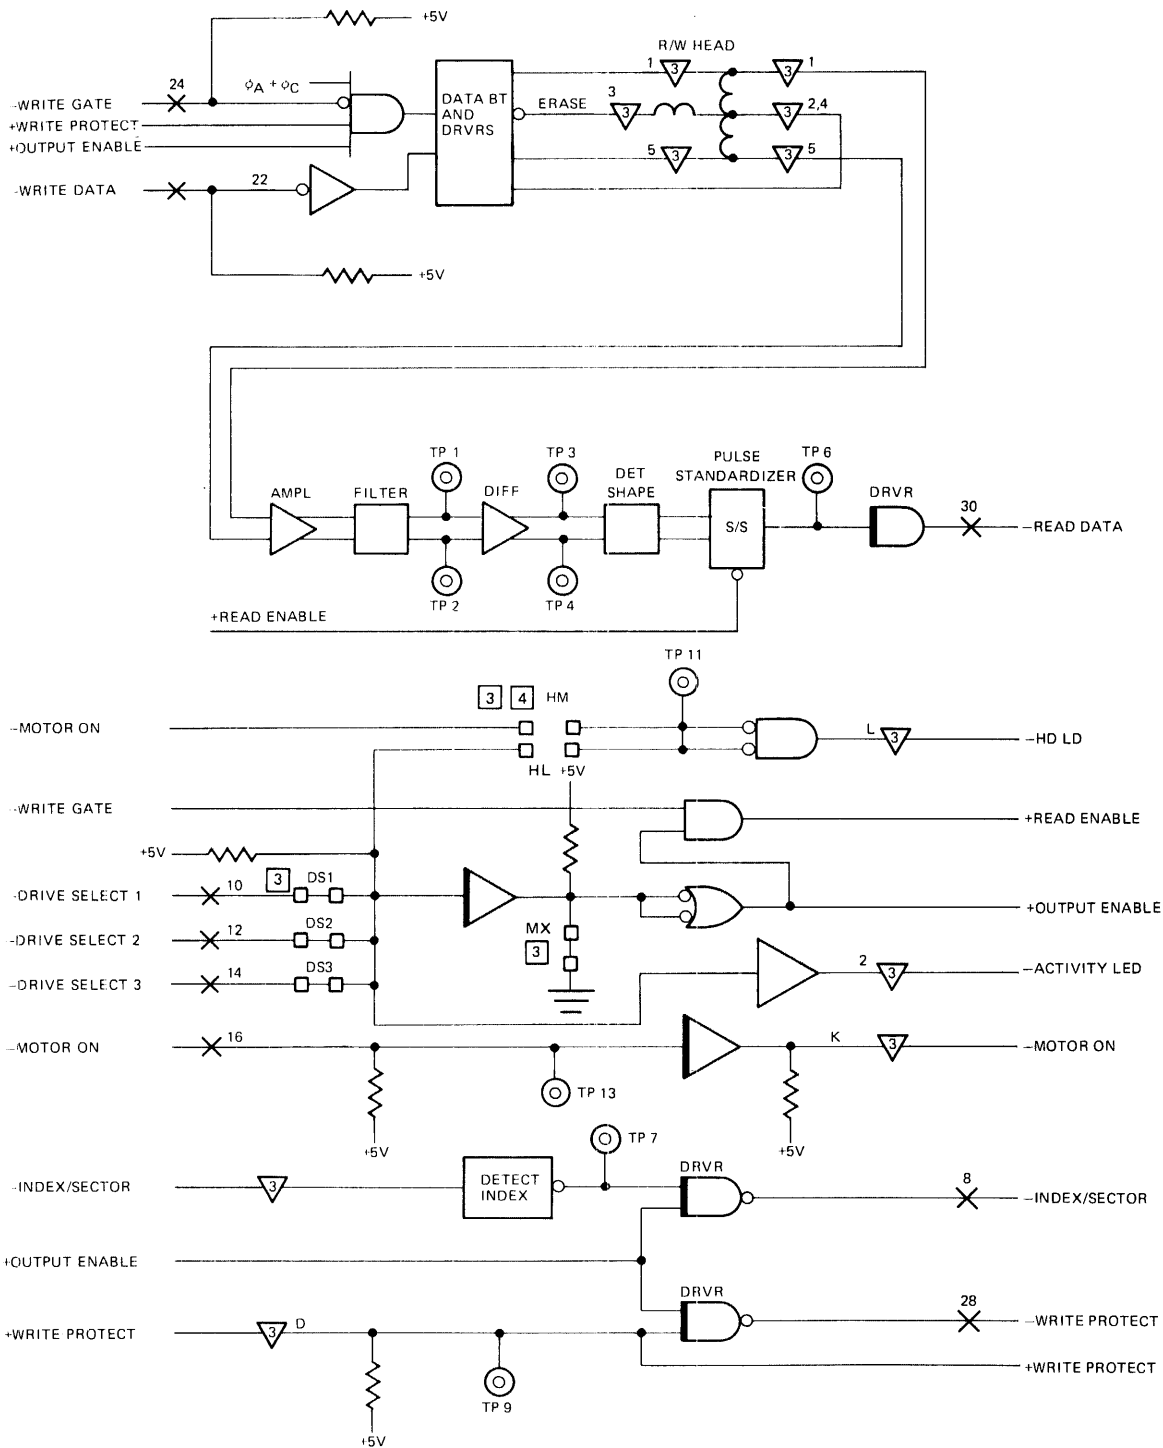 +5V
R/W HEAD
24
φA + φC
1
3
3
1
–WRITE GATE
DATA BT
AND
DRVRS
ERASE
3
3
3
2,4
+WRITE PROTECT
+OUTPUT ENABLE
5
3
3
5
–WRITE DATA
22
+5V
TP 1
TP 3
PULSE
STANDARDIZER
TP 6
AMPL
FILTER
DIFF
DET
SHAPE
DRVR
S/S
30
–READ DATA
TP 2
TP 4
+READ ENABLE
TP 11
3
4
HM
–MOTOR ON
L
3
–HD LD
HL
+5V
–WRITE GATE
+READ ENABLE
+5V
–DRIVE SELECT 1
10
3
DS1
+OUTPUT ENABLE
–DRIVE SELECT 2
12
DS2
MX
3
–DRIVE SELECT 3
14
DS3
2
3
–ACTIVITY LED
–MOTOR ON
16
K
3
–MOTOR ON
TP 13
+5V
+5V
TP 7
–INDEX/SECTOR
3
DETECT
INDEX
DRVR
8
–INDEX/SECTOR
+OUTPUT ENABLE
DRVR
28
–WRITE PROTECT
+WRITE PROTECT
3
D
+WRITE PROTECT
TP 9
+5V